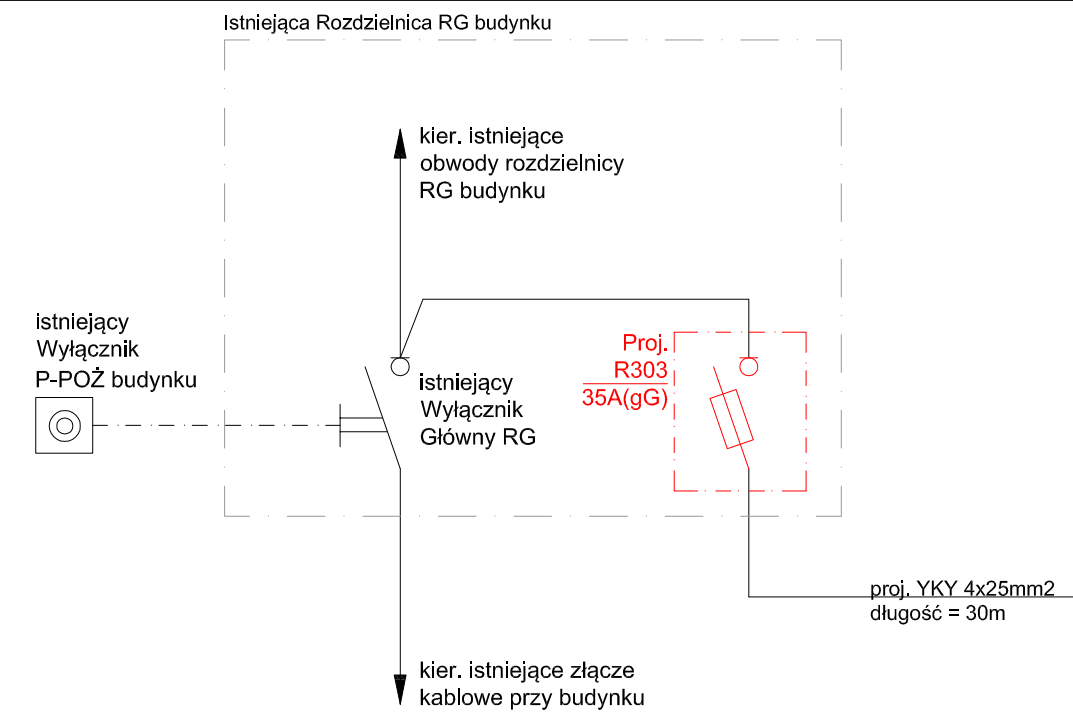 Istniejąca Rozdzielnica RG budynku
kier. istniejące
obwody rozdzielnicy
RG budynku
istniejący
Wyłącznik
P-POŻ budynku
istniejący
Wyłącznik
Główny RG
Proj.
R303
35A(gG)
proj. YKY 4x25mm2
długość = 30m
kier. istniejące złącze
kablowe przy budynku